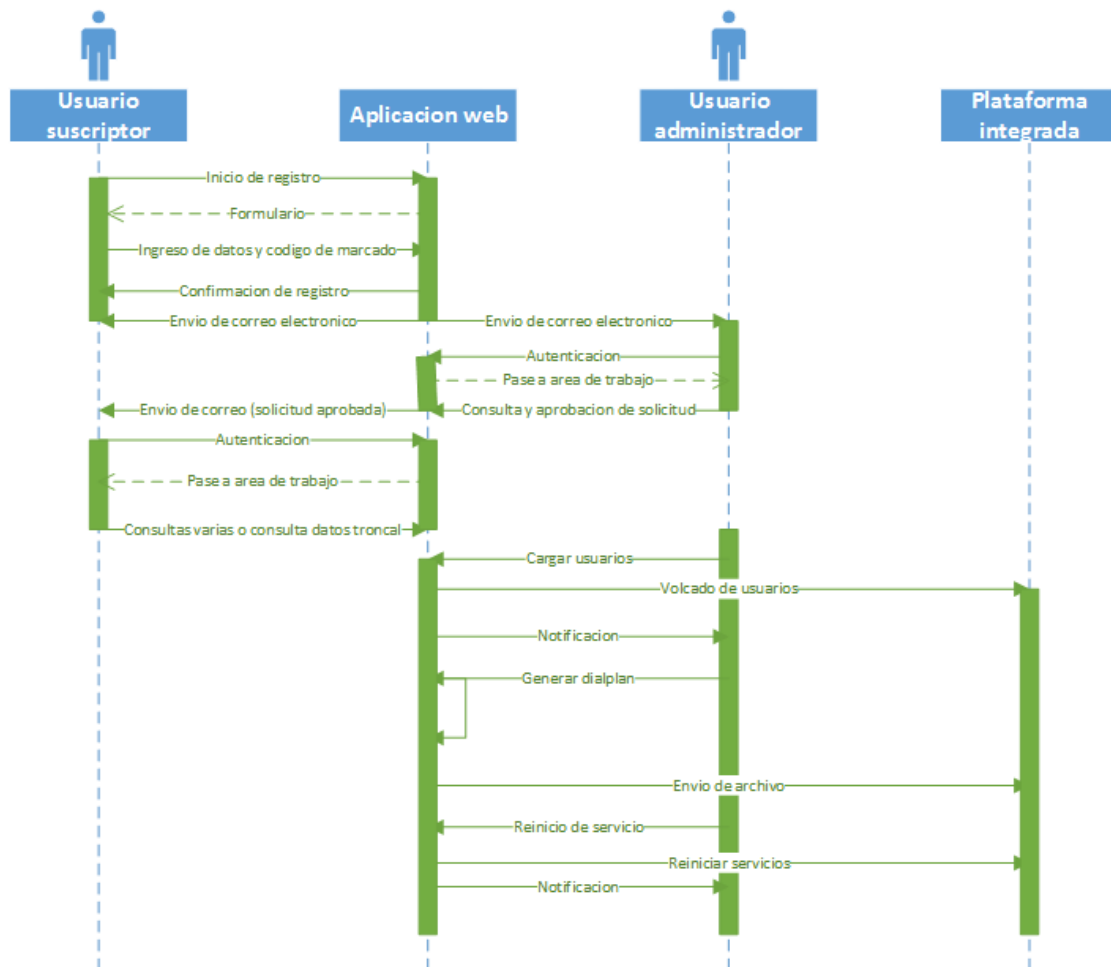 Usuario
suscriptor
Aplicacion web
Usuario
administrador
Plataforma
integrada
Inicio de registro
Formulario
Ingreso de datos y codigo de marcado
Confirmacion de registro
Envio de correo electronico
Envio de correo electronico
Autenticacion
Pase a area de trabajo
Envio de correo (solicitud aprobada)
Consulta y aprobacion de solicitud
Autenticacion
Pase a area de trabajo
Consultas varias o consulta datos troncal
Cargar usuarios
Volcado de usuarios
Notificacion
Generar dialplan
Envio de archivo
Reinicio de servicio
Reiniciar servicios
Notificacion